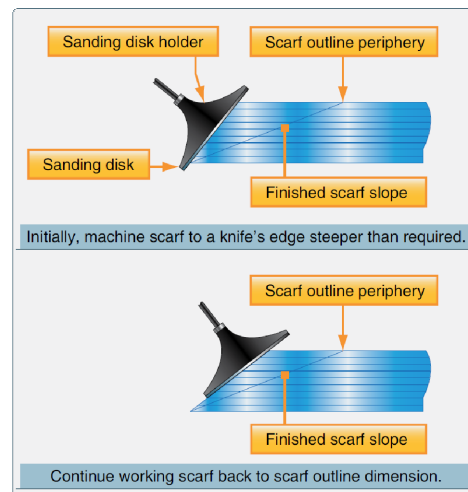 Sanding disk holder
Scarf outline periphery
Sanding disk
Finished scarf slope
Initially, machine scarf to a knife's edge steeper than required.
Scarf outline periphery
Finished scarf slope
Continue working scarf back to scarf outline dimension.